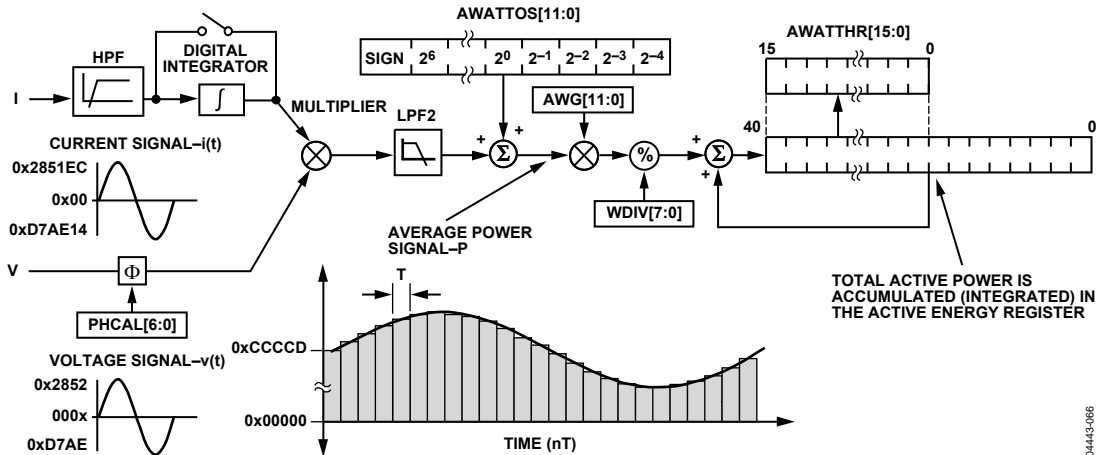 AWATTOS[11:0]
SIGN 2⁶ 2⁰ 2⁻¹ 2⁻² 2⁻³ 2⁻⁴
AWATTHR[15:0]
15 0
HPF
DIGITAL
INTEGRATOR
I
∫
MULTIPLIER
LPF2
AWG[11:0]
+ +
Σ
%
+
Σ
+
40 0
WDIV[7:0]
CURRENT SIGNAL–i(t)
0x2851EC
0x00
0xD7AE14
V
Φ
PHCAL[6:0]
AVERAGE POWER
SIGNAL–P
T
TOTAL ACTIVE POWER IS
ACCUMULATED (INTEGRATED) IN
THE ACTIVE ENERGY REGISTER
VOLTAGE SIGNAL–v(t)
0x2852
000x
0xD7AE
0xCCCCD
0x00000
TIME (nT)
04443-066